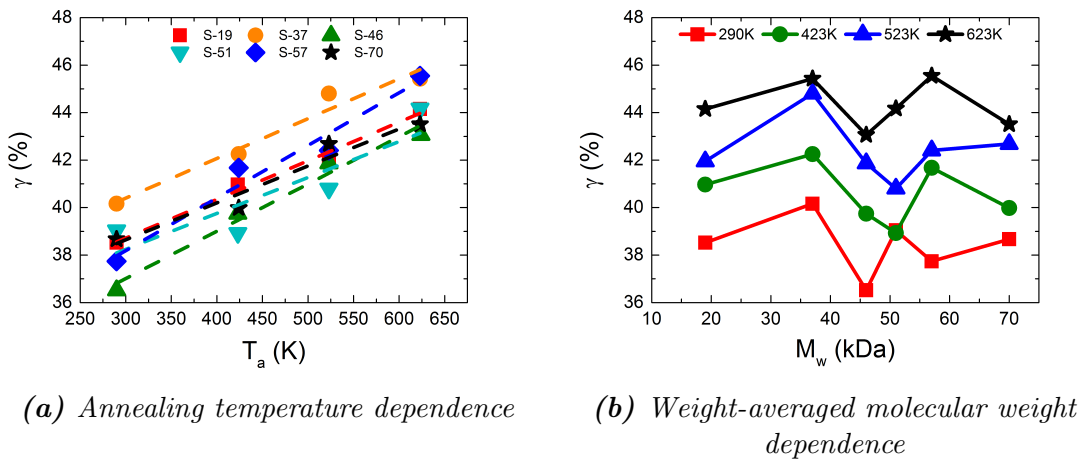 48
46
44
42
40
38
36
γ (%)
S-19 S-37 S-46
S-51 S-57 S-70
250 300 350 400 450 500 550 600 650
Ta (K)
48
46
44
42
40
38
36
γ (%)
290K 423K 523K 623K
10 20 30 40 50 60 70
Mw (kDa)
(a) Annealing temperature dependence
(b) Weight-averaged molecular weight
dependence